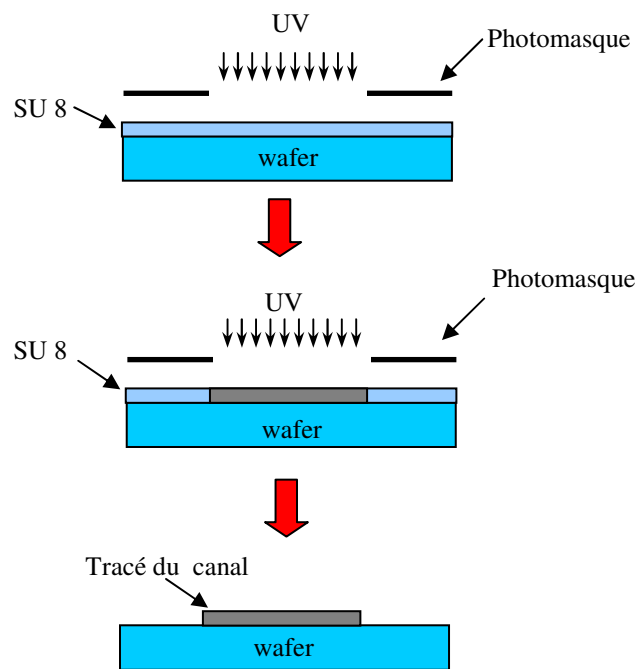 UV
Photomasque
SU 8
wafer
Photomasque
UV
SU 8
wafer
Tracé du canal
wafer